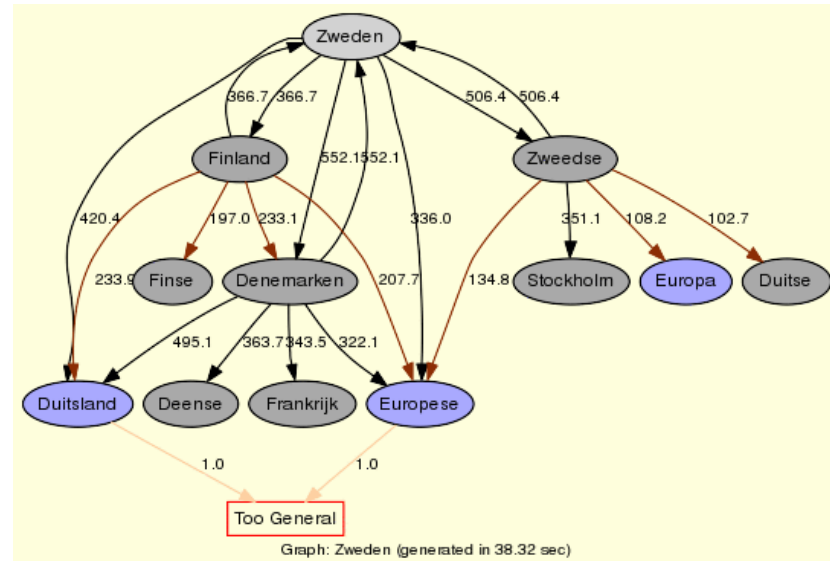 Zweden
366.7
366.7
506.4
506.4
Finland
552.1
552.1
Zweedse
420.4
197.0
233.1
336.0
351.1
108.2
102.7
233.9
Finse
Denemarken
207.7
134.8
Stockholm
Europa
Duitse
495.1
363.7
343.5
322.1
Duitsland
Deense
Frankrijk
Europese
1.0
1.0
Too General
Graph: Zweden (generated in 38.32 sec)